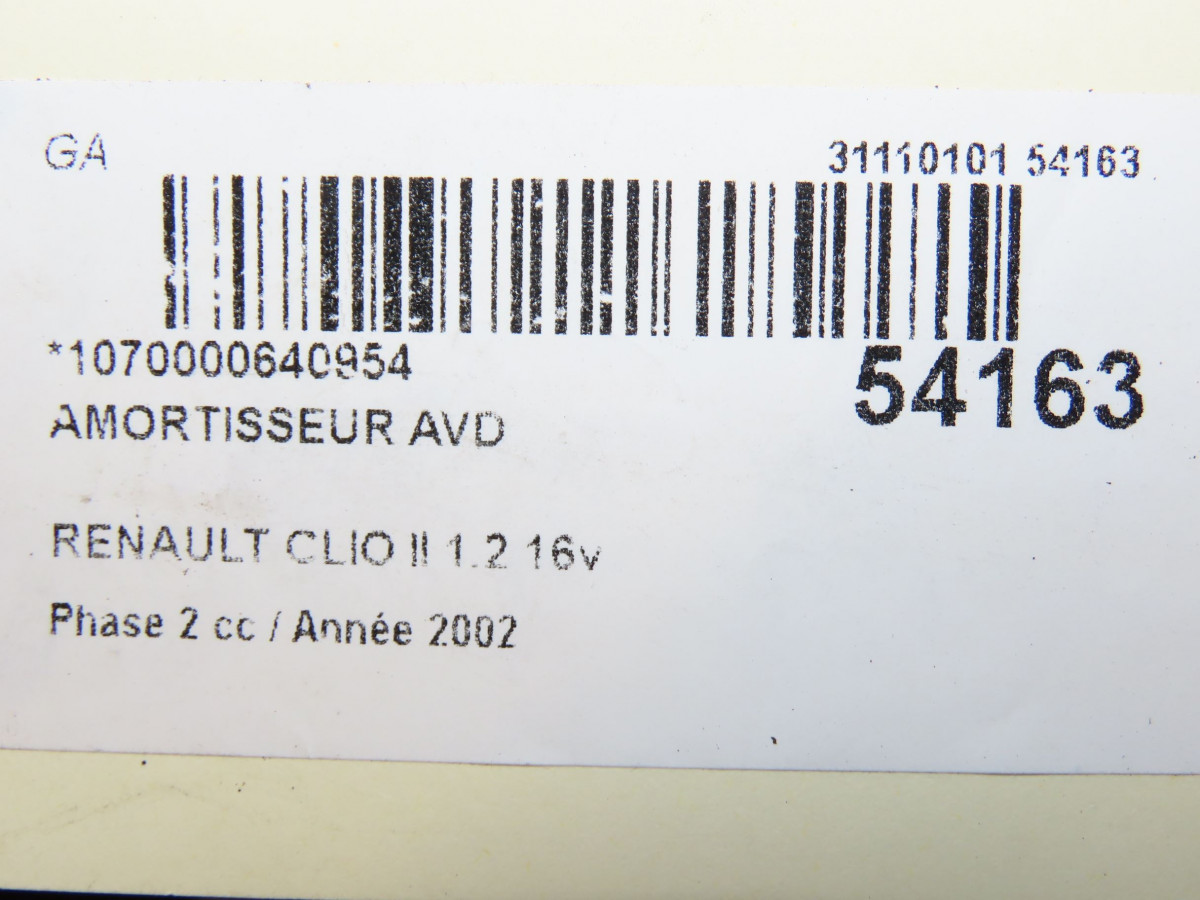 GA
31110101 54163
*1070000640954
54163
AMORTISSEUR AVD
RENAULT CLIO II 1.2 16v
Phase 2 cc / Année 2002